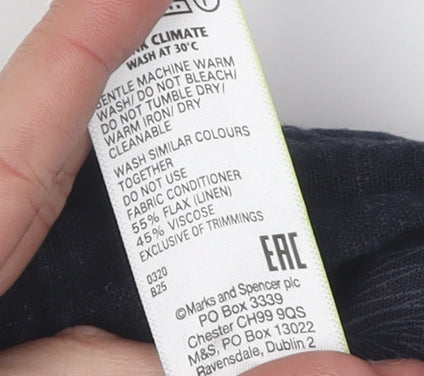 CLIMATE
WASH AT 30°C
GENTLE MACHINE WARM
WASH/ DO NOT BLEACH/
DO NOT TUMBLE DRY/
WARM IRON/ DRY
CLEANABLE
WASH SIMILAR COLOURS
TOGETHER
DO NOT USE
FABRIC CONDITIONER
55% FLAX (LINEN)
45% VISCOSE
EXCLUSIVE OF TRIMMINGS
EAC
0320
B25
©Marks and Spencer plc
PO Box 3339
Chester CH99 9QS
M&S, PO Box 13022
Ravensdale, Dublin 2